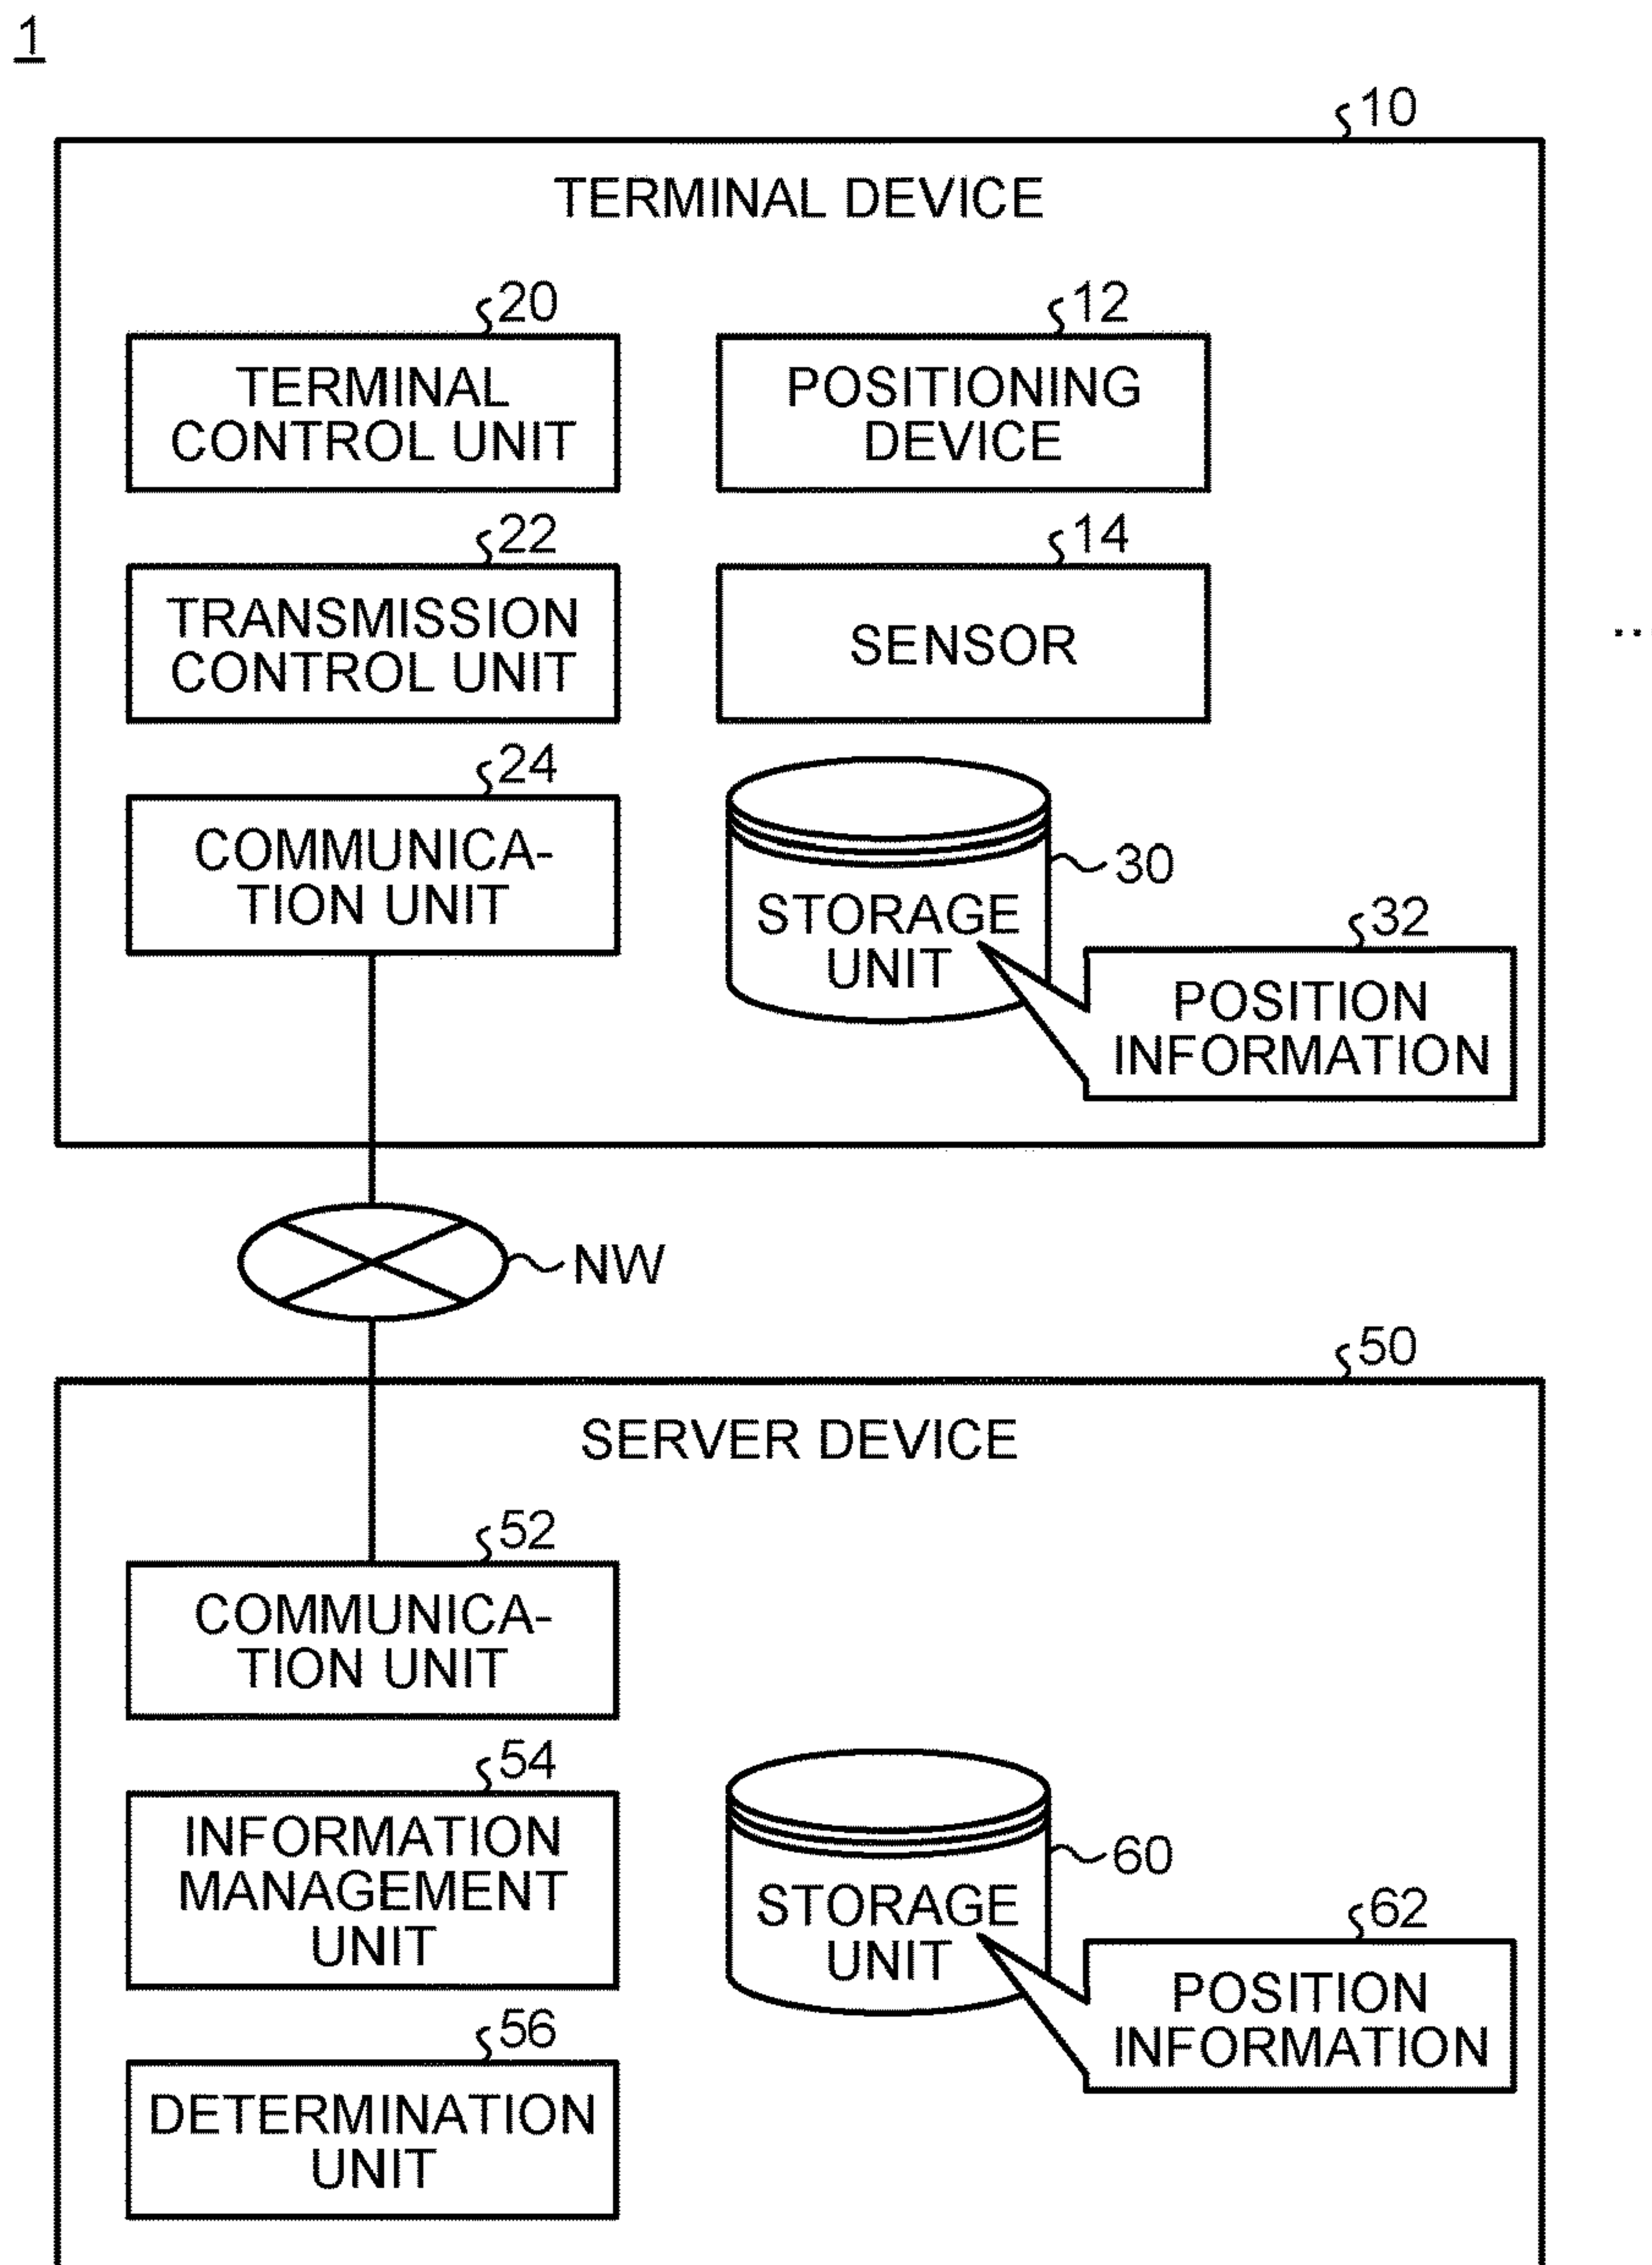 1
10
TERMINAL DEVICE
20
TERMINAL
CONTROL UNIT
12
POSITIONING
DEVICE
22
TRANSMISSION
CONTROL UNIT
14
SENSOR
..
24
COMMUNICA-
TION UNIT
30
STORAGE
UNIT
32
POSITION
INFORMATION
NW
50
SERVER DEVICE
52
COMMUNICA-
TION UNIT
54
INFORMATION
MANAGEMENT
UNIT
60
STORAGE
UNIT
62
POSITION
INFORMATION
56
DETERMINATION
UNIT